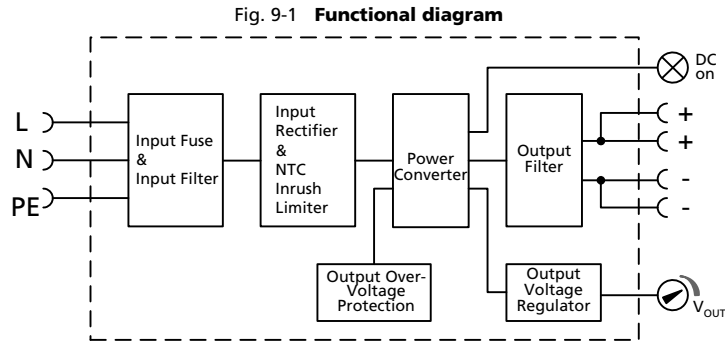 Fig. 9-1 Functional diagram
DC
on
L
N
PE
Input Fuse
&
Input Filter
Input
Rectifier
&
NTC
Inrush
Limiter
Power
Converter
Output
Filter
+
+
-
-
Output Over-
Voltage
Protection
Output
Voltage
Regulator
VOUT